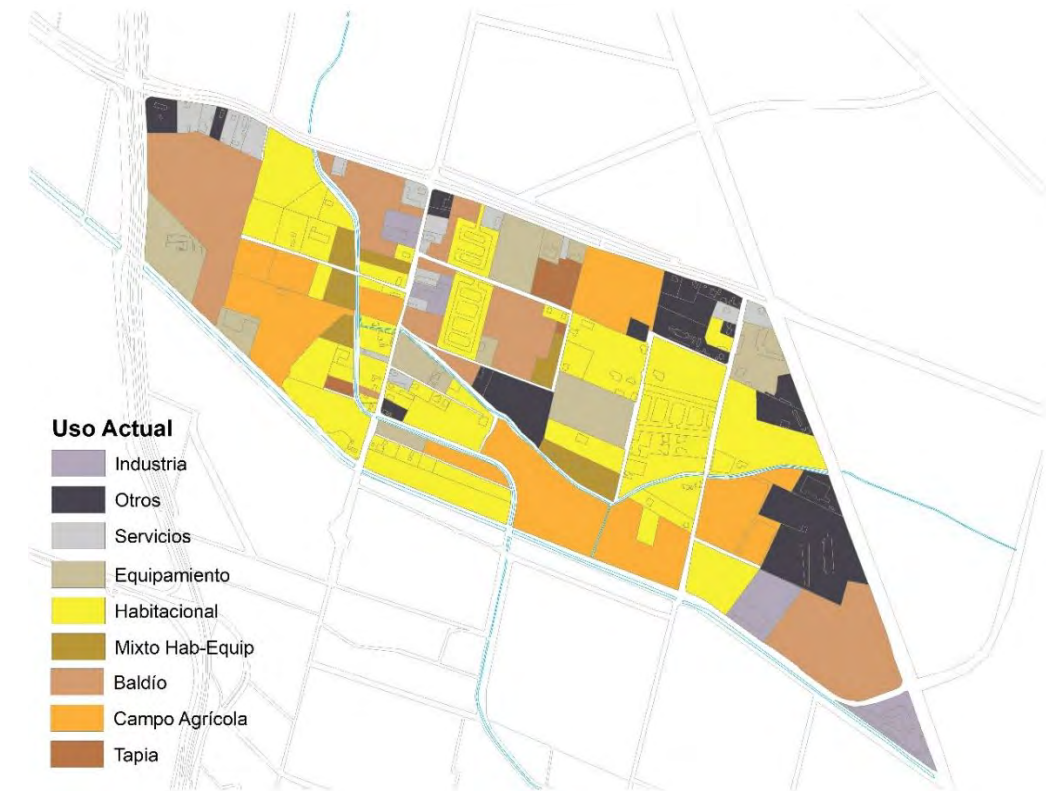 Uso Actual
Industria
Otros
Servicios
Equipamiento
Habitacional
Mixto Hab-Equip
Baldío
Campo Agrícola
Tapia